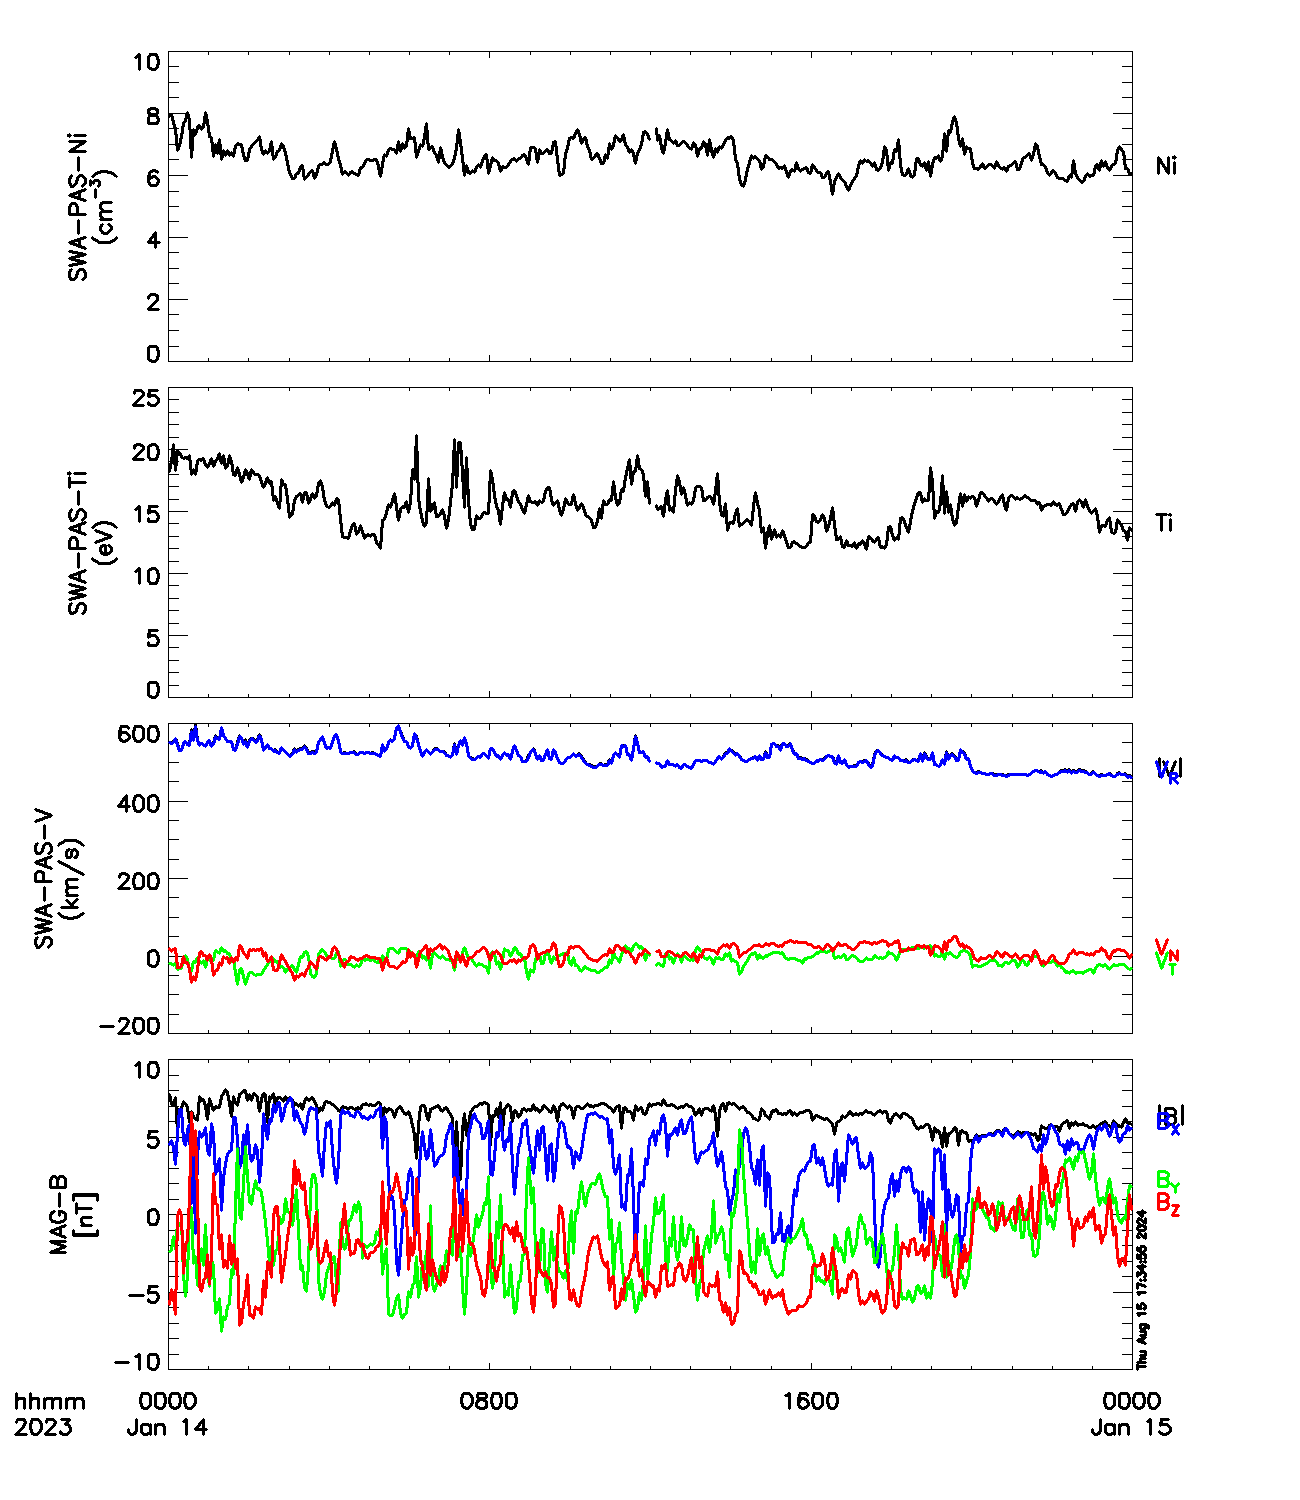 10
8
6
4
2
0
SWA-PAS-Ni
(cm⁻³)
Ni
25
20
15
10
5
0
SWA-PAS-Ti
(eV)
Ti
600
400
200
0
-200
SWA-PAS-V
(km/s)
|V|
V_R
V_N
V_T
10
5
0
-5
-10
MAG-B
[nT]
|B|
B_X
B_Y
B_Z
Thu Aug 15 17:34:56 2024
hhmm 0000 0800 1600 0000
2023 Jan 14 Jan 15